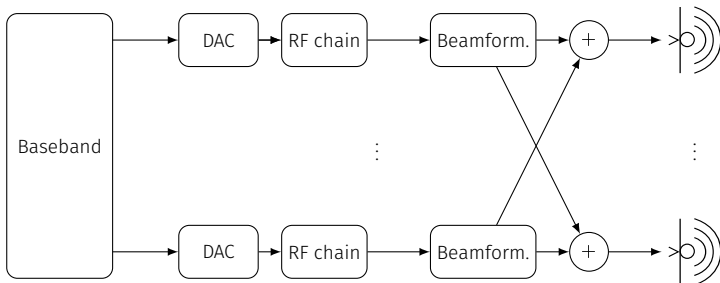 DAC RF chain Beamform. +
Baseband
⋮ ⋮
DAC RF chain Beamform. +